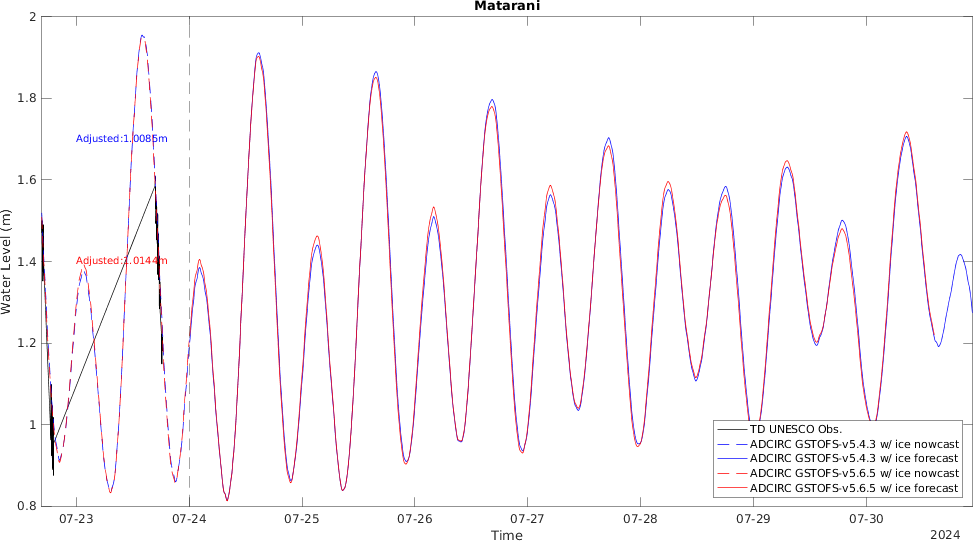 Matarani
2
1.8
1.6
1.4
1.2
1
0.8
Water Level (m)
Adjusted:1.0085m
Adjusted:1.0144m
07-23
07-24
07-25
07-26
07-27
07-28
07-29
07-30
Time
2024
TD UNESCO Obs.
ADCIRC GSTOFS-v5.4.3 w/ ice nowcast
ADCIRC GSTOFS-v5.4.3 w/ ice forecast
ADCIRC GSTOFS-v5.6.5 w/ ice nowcast
ADCIRC GSTOFS-v5.6.5 w/ ice forecast